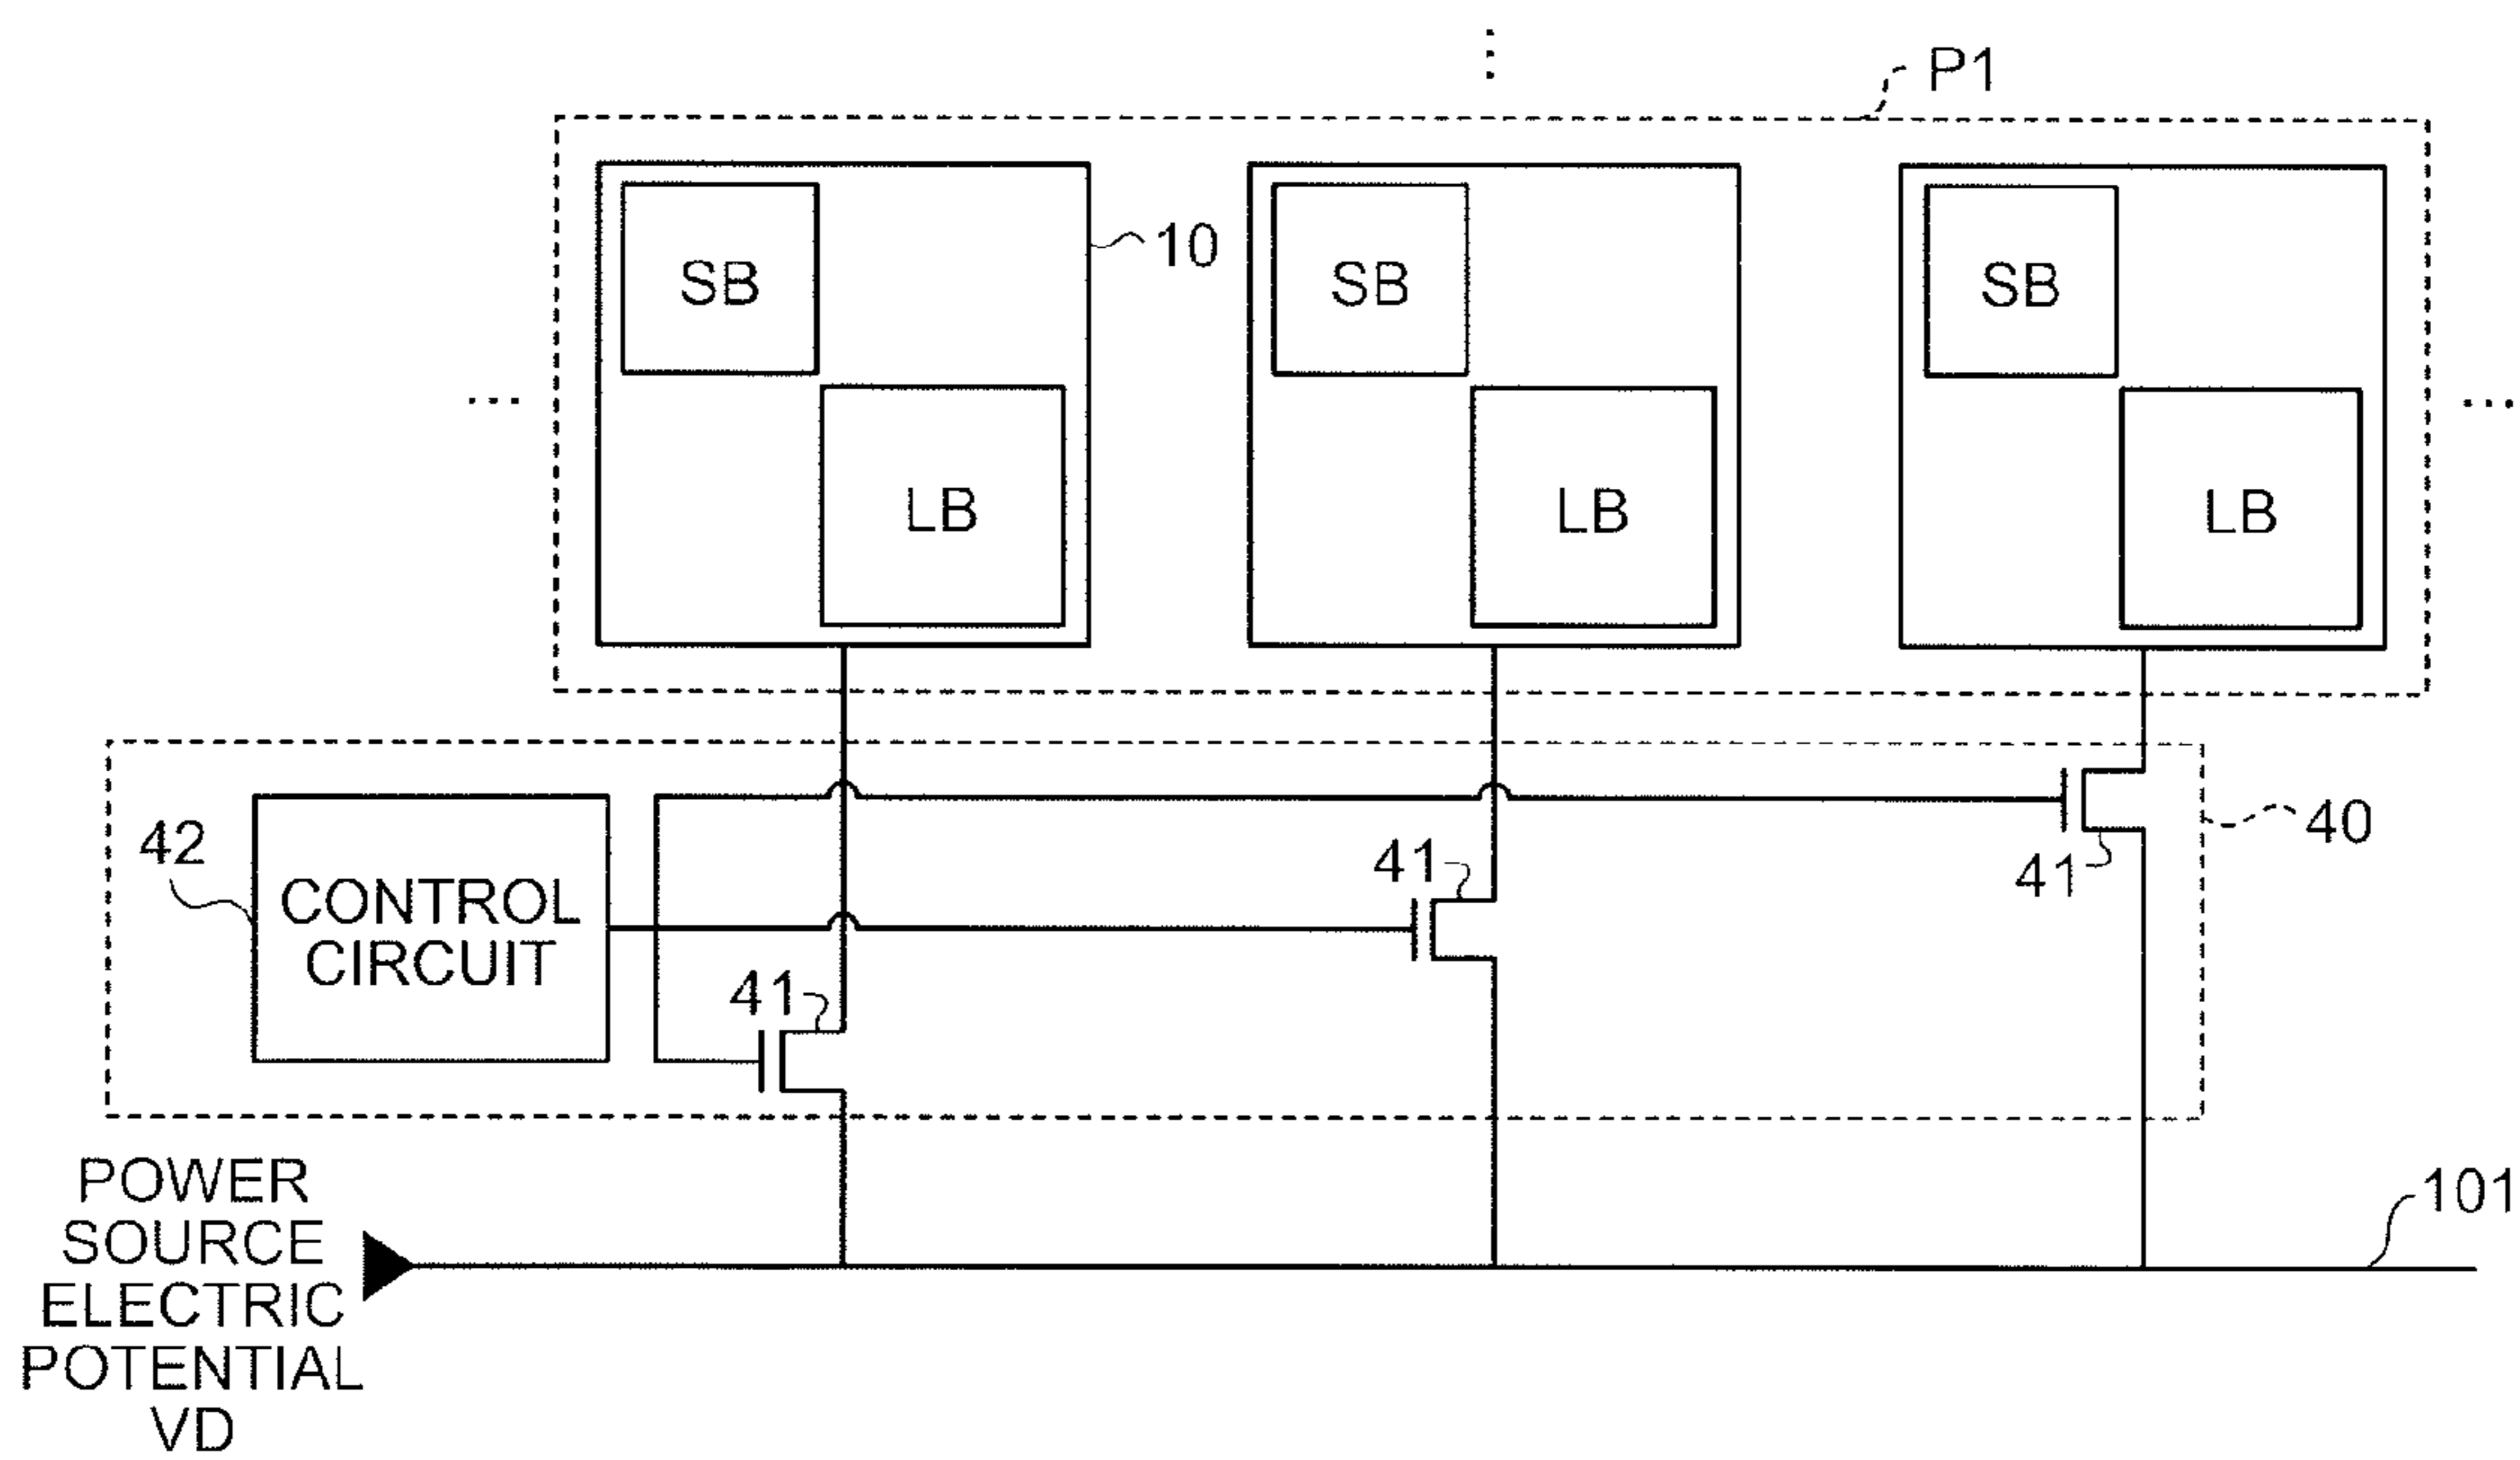 P1
10
SB
SB
SB
LB
LB
LB
42
CONTROL
CIRCUIT
41
41
41
40
POWER
SOURCE
ELECTRIC
POTENTIAL
VD
101